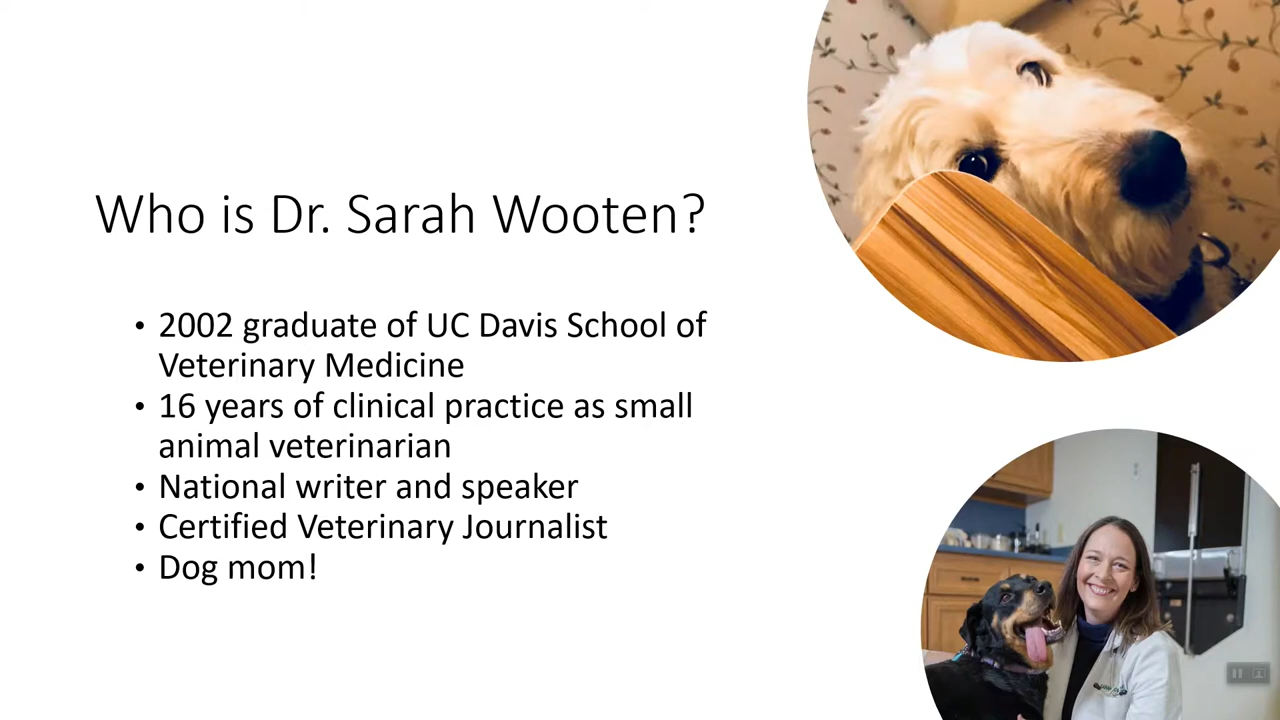 Who is Dr. Sarah Wooten?
• 2002 graduate of UC Davis School of
Veterinary Medicine
• 16 years of clinical practice as small
animal veterinarian
• National writer and speaker
• Certified Veterinary Journalist
• Dog mom!